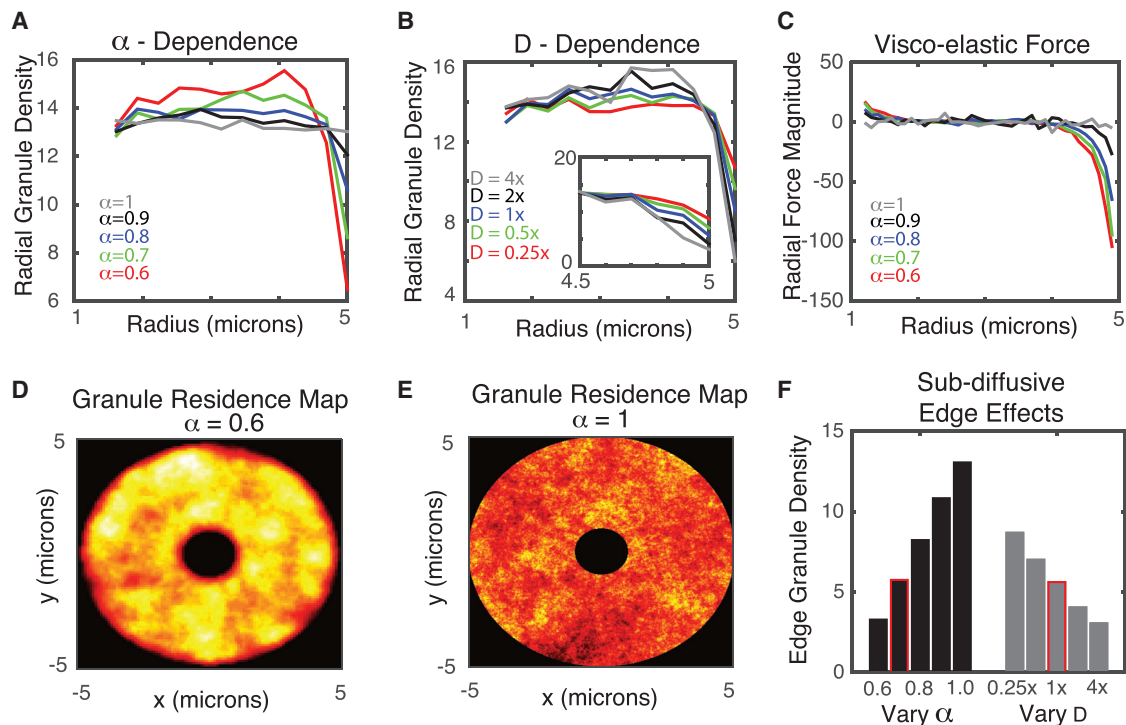 A
α - Dependence
Radial Granule Density
16
14
12
10
8
6
α=1
α=0.9
α=0.8
α=0.7
α=0.6
1
5
Radius (microns)
B
D - Dependence
Radial Granule Density
16
14
12
10
8
6
4
D = 4x
D = 2x
D = 1x
D = 0.5x
D = 0.25x
20
0
4.5
5
1
5
Radius (microns)
C
Visco-elastic Force
Radial Force Magnitude
50
0
-50
-100
-150
α=1
α=0.9
α=0.8
α=0.7
α=0.6
1
5
Radius (microns)
D
Granule Residence Map
α = 0.6
y (microns)
5
-5
-5
5
x (microns)
E
Granule Residence Map
α = 1
y (microns)
5
-5
-5
5
x (microns)
F
Sub-diffusive
Edge Effects
Edge Granule Density
15
10
5
0
0.6 0.8 1.0
0.25x 1x 4x
Vary α
Vary D